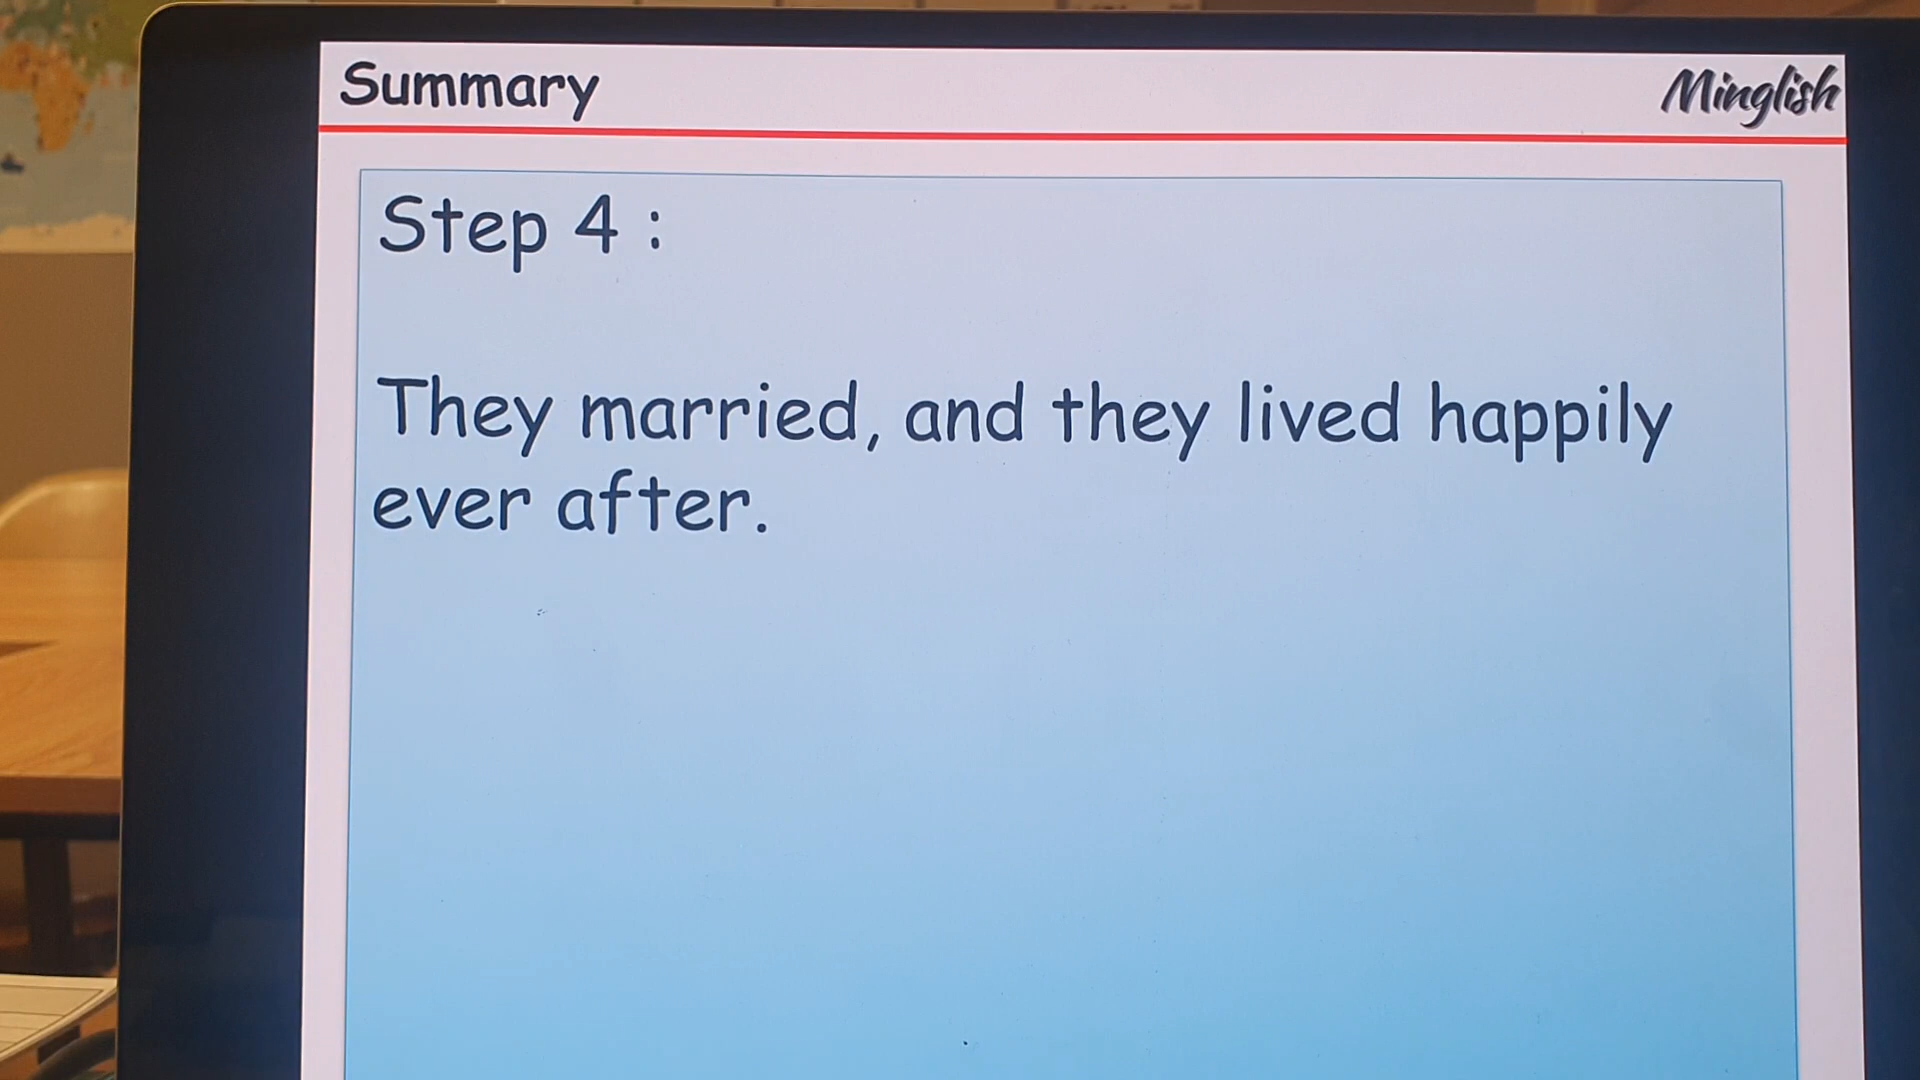 Summary
Minglish
Step 4 :
They married, and they lived happily
ever after.